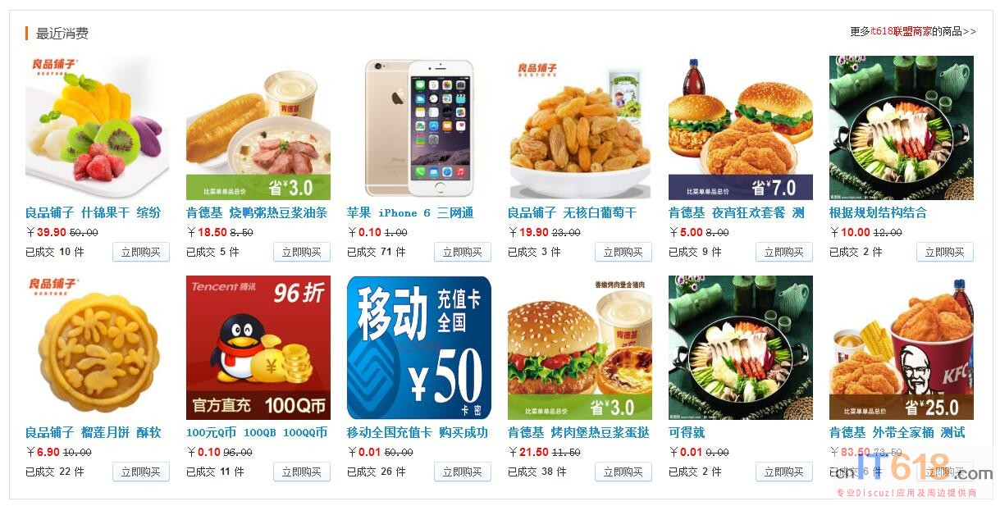 最近消费
更多it618联盟商家的商品>>
良品铺子
BESTORE
肯德基
比菜单单品总价 省¥3.0
良品铺子
BESTORE
比菜单单品总价 省¥7.0
良品铺子 什锦果干 缤纷
肯德基 烧鸭粥热豆浆油条
苹果 iPhone 6 三网通
良品铺子 无核白葡萄干
肯德基 夜宵狂欢套餐 测
根据规划结构结合
¥39.90 50.00
¥18.50 8.50
¥0.10 1.00
¥19.90 23.00
¥5.00 8.00
¥10.00 12.00
已成交 10 件 立即购买
已成交 5 件 立即购买
已成交 71 件 立即购买
已成交 3 件 立即购买
已成交 9 件 立即购买
已成交 2 件 立即购买
良品铺子
BESTORE
Tencent 腾讯 96折
官方直充 100Q币
移动 充值卡
全国
¥50
卡密
香嫩烤肉堡含猪肉
肯德基
比菜单单品总价 省¥3.0
KFC
比菜单单品总价 省¥25.0
良品铺子 榴莲月饼 酥软
100元Q币 100QB 100QQ币
移动全国充值卡 购买成功
肯德基 烤肉堡热豆浆蛋挞
可得就
肯德基 外带全家桶 测试
¥6.90 10.00
¥0.10 96.00
¥0.01 50.00
¥21.50 11.50
¥0.01 0.00
¥83.50 73.50
已成交 22 件 立即购买
已成交 11 件 立即购买
已成交 26 件 立即购买
已成交 38 件 立即购买
已成交 2 件 立即购买
已成交 6 件 立即购买
cnIT618.com
专业Discuz!应用及周边提供商